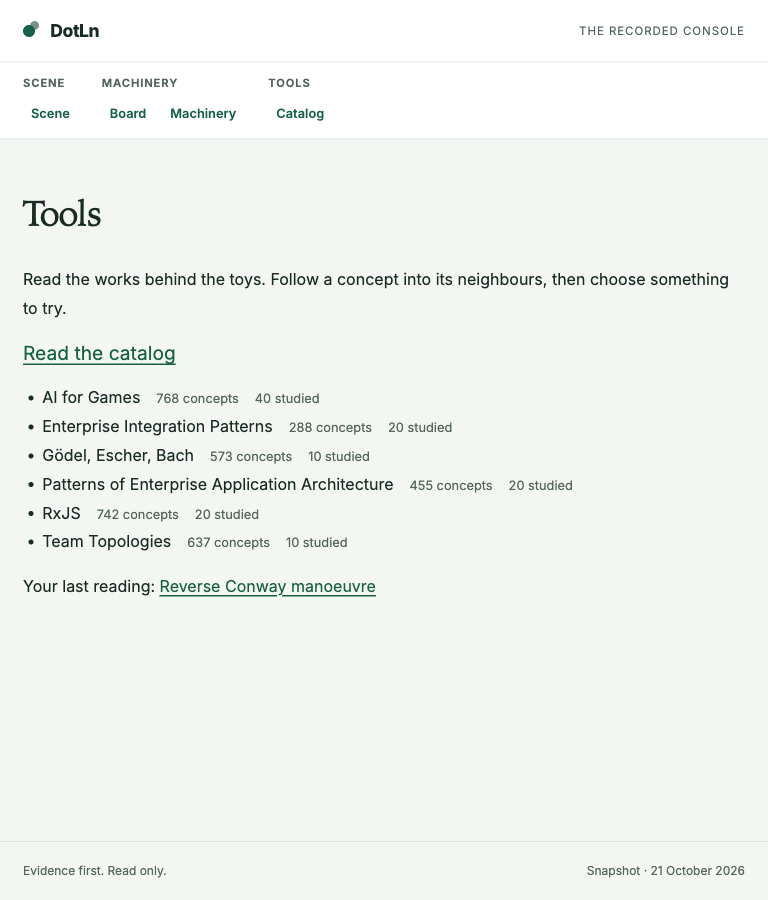 DotLn
THE RECORDED CONSOLE
SCENE MACHINERY TOOLS
Scene Board Machinery Catalog
Tools
Read the works behind the toys. Follow a concept into its neighbours, then choose something
to try.
Read the catalog
• AI for Games 768 concepts 40 studied
• Enterprise Integration Patterns 288 concepts 20 studied
• Gödel, Escher, Bach 573 concepts 10 studied
• Patterns of Enterprise Application Architecture 455 concepts 20 studied
• RxJS 742 concepts 20 studied
• Team Topologies 637 concepts 10 studied
Your last reading: Reverse Conway manoeuvre
Evidence first. Read only.
Snapshot · 21 October 2026